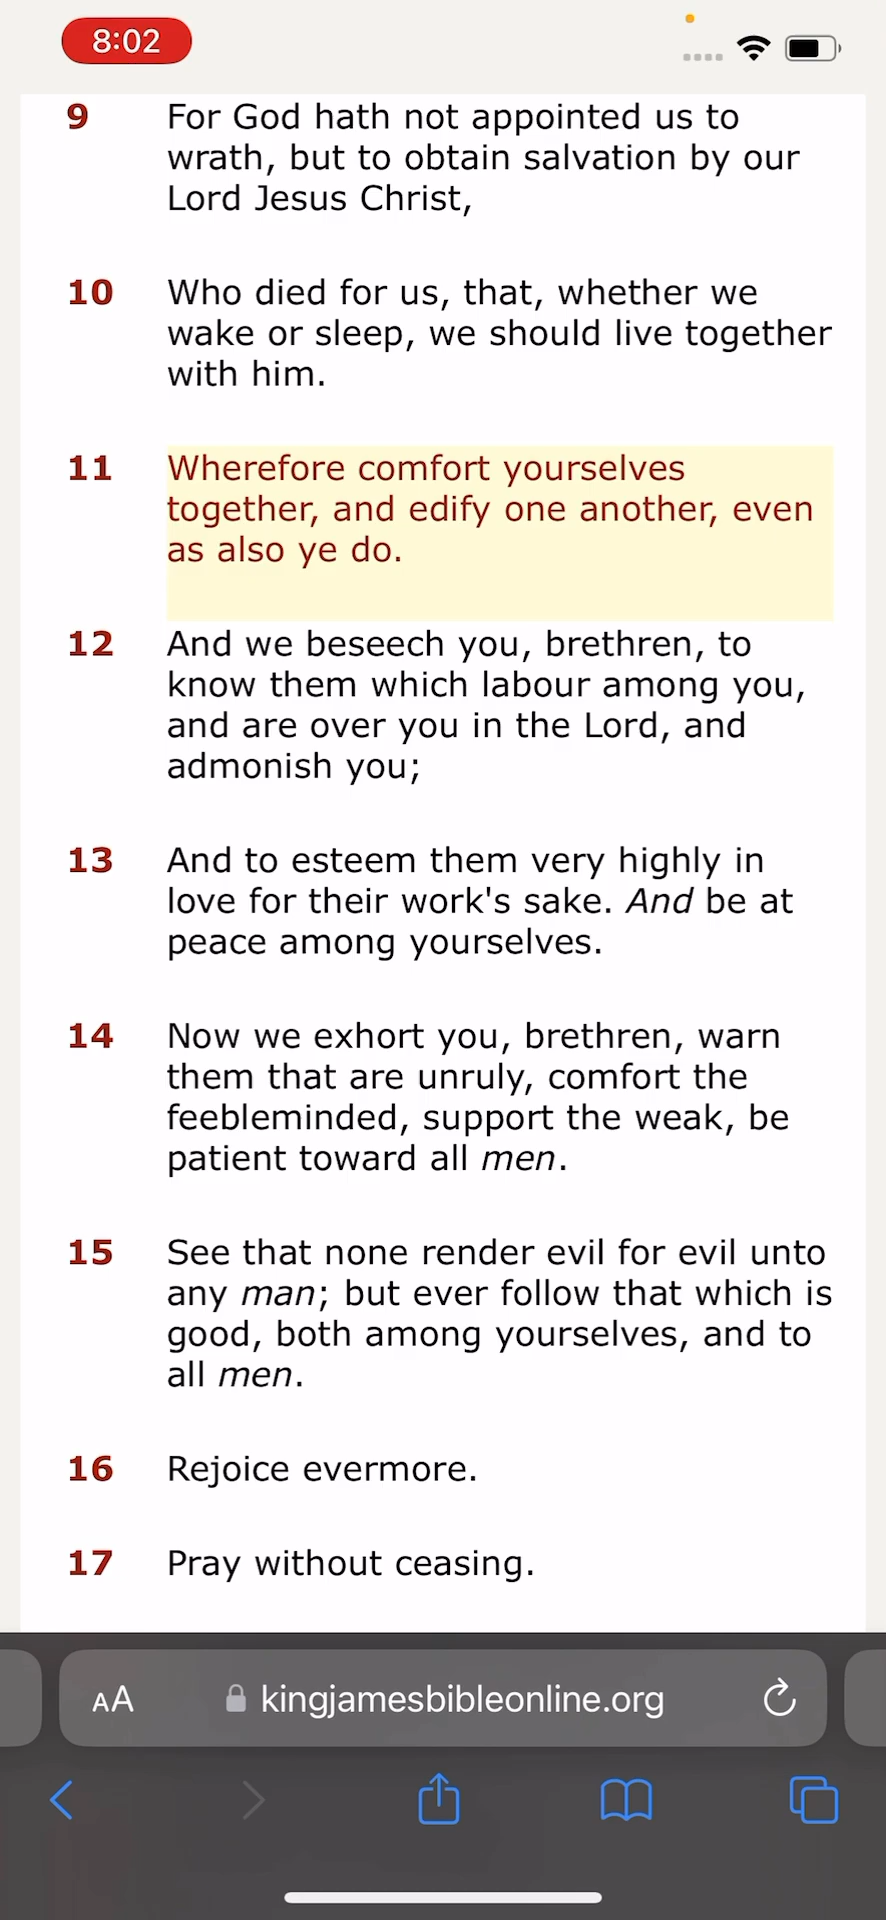 8:02
9 For God hath not appointed us to
wrath, but to obtain salvation by our
Lord Jesus Christ,
10 Who died for us, that, whether we
wake or sleep, we should live together
with him.
11 Wherefore comfort yourselves
together, and edify one another, even
as also ye do.
12 And we beseech you, brethren, to
know them which labour among you,
and are over you in the Lord, and
admonish you;
13 And to esteem them very highly in
love for their work's sake. And be at
peace among yourselves.
14 Now we exhort you, brethren, warn
them that are unruly, comfort the
feebleminded, support the weak, be
patient toward all men.
15 See that none render evil for evil unto
any man; but ever follow that which is
good, both among yourselves, and to
all men.
16 Rejoice evermore.
17 Pray without ceasing.
AA kingjamesbibleonline.org